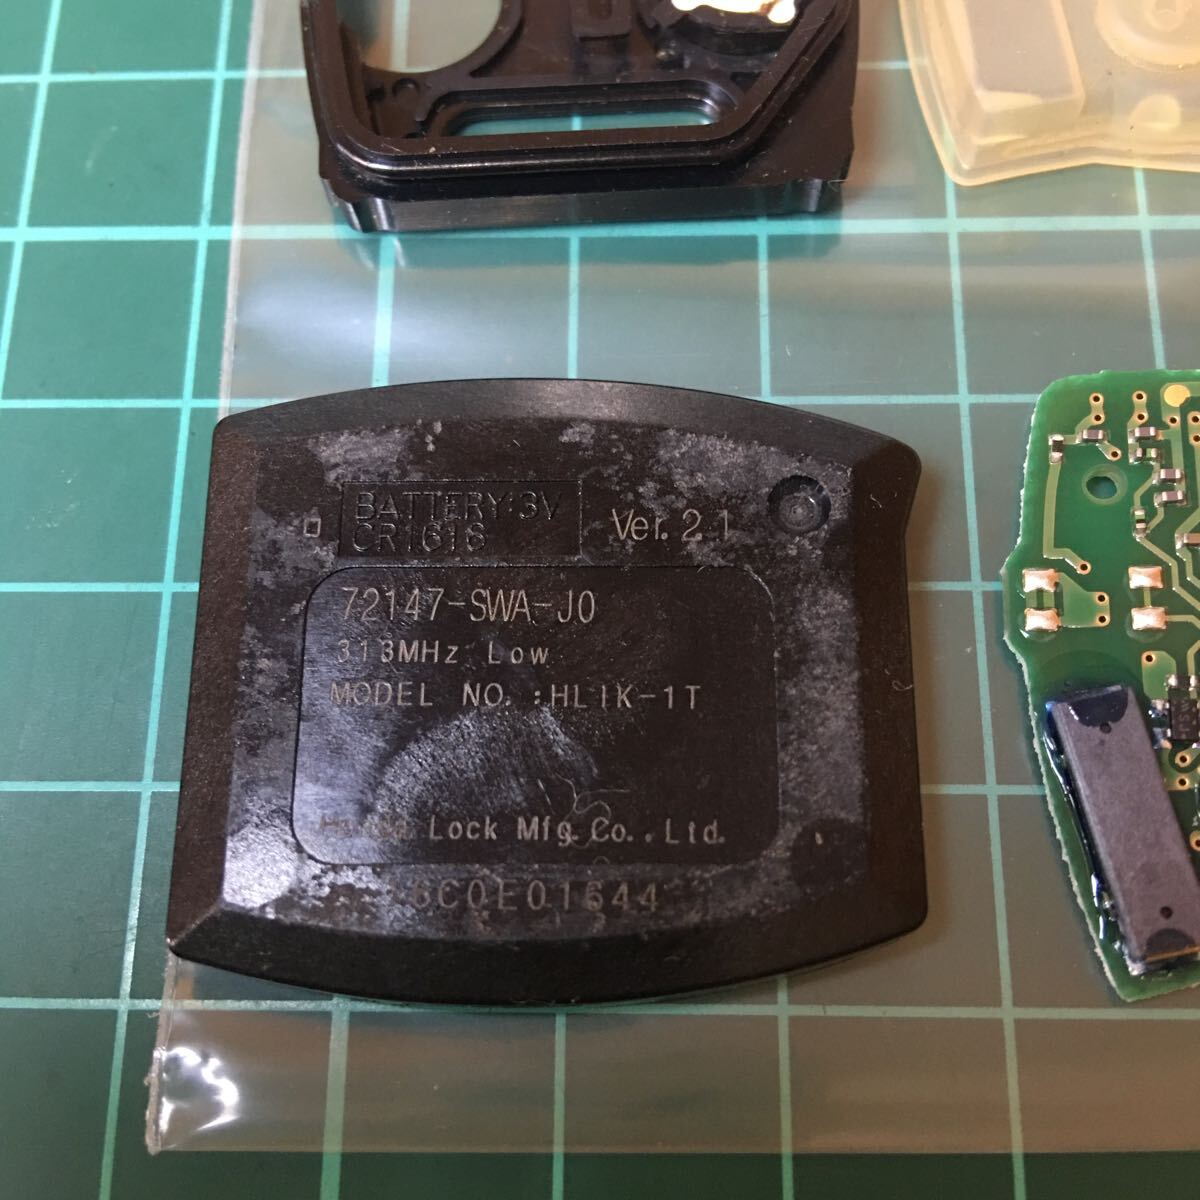 BATTERY:3V
CR1616
Ver. 2.1
72147-SWA-J0
313MHz Low
MODEL NO. :HLIK-1T
Lock Mfg. Co., Ltd.
6C0E01644